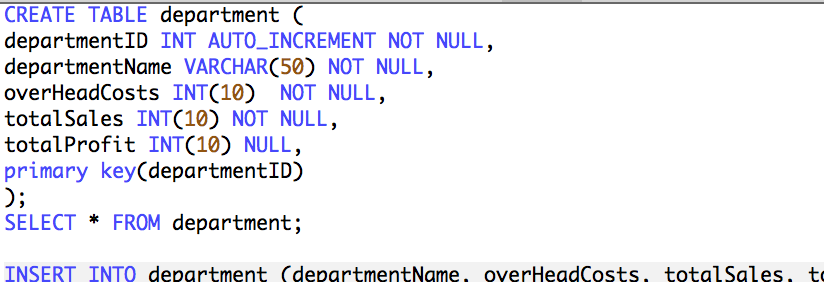 CREATE TABLE department (
departmentID INT AUTO_INCREMENT NOT NULL,
departmentName VARCHAR(50) NOT NULL,
overHeadCosts INT(10)  NOT NULL,
totalSales INT(10) NOT NULL,
totalProfit INT(10) NULL,
primary key(departmentID)
);
SELECT * FROM department;
INSERT INTO department (departmentName, overHeadCosts, totalSales,